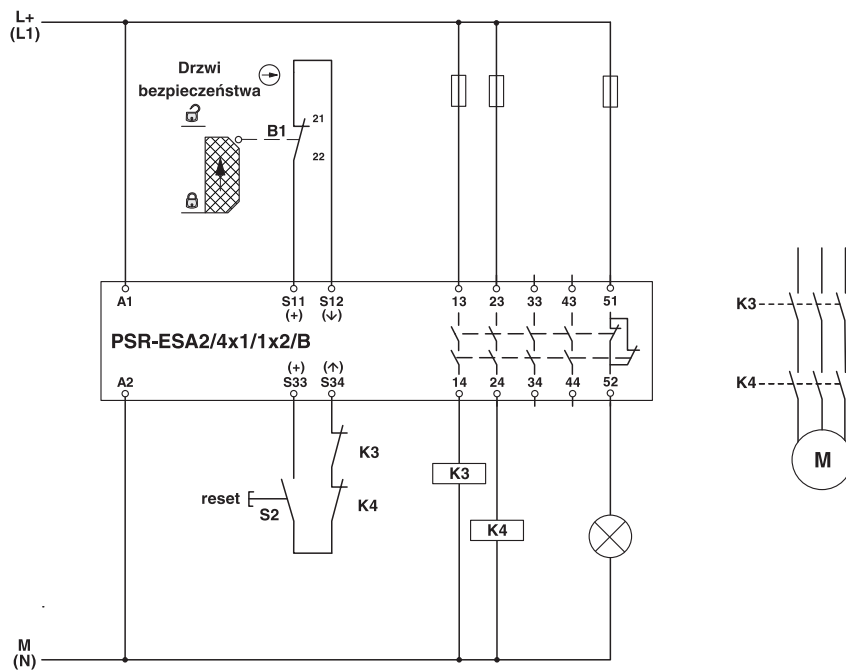 L+
(L1)
Drzwi
bezpieczeństwa
B1
21
22
A1
S11
(+)
S12
(↓)
13
23
33
43
51
PSR-ESA2/4x1/1x2/B
A2
(+)
S33
(↑)
S34
14
24
34
44
52
K3
K4
reset
S2
K3
K4
K3
K4
M
M
(N)